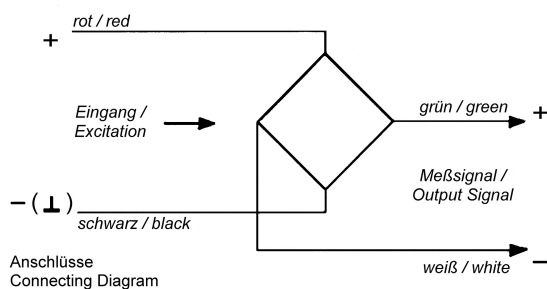 rot / red
+
grün / green
+
Eingang /
Excitation
Meßsignal /
Output Signal
– (⊥)
schwarz / black
weiß / white
–
Anschlüsse
Connecting Diagram